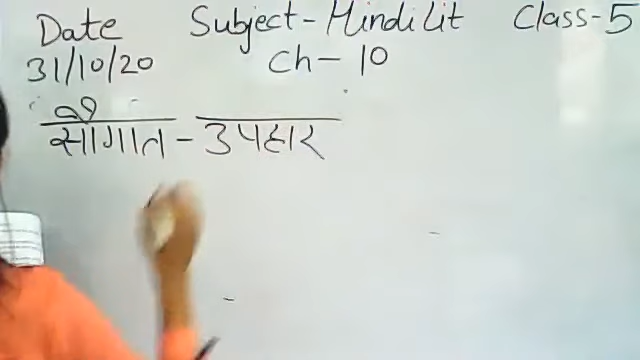 Date Subject-Hindi Lit Class-5
31/10/20 Ch-10
सौगात - उपहार